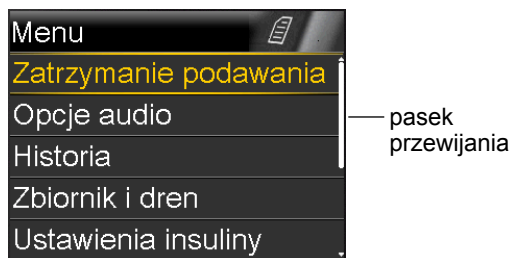 Menu
Zatrzymanie podawania
Opcje audio
Historia
Zbiornik i dren
Ustawienia insuliny
pasek
przewijania